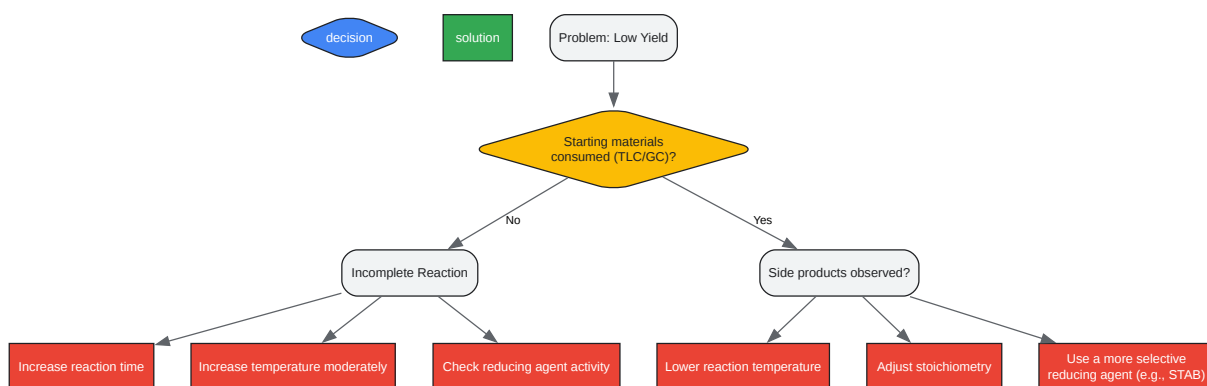 decision
solution
Problem: Low Yield
Starting materials
consumed (TLC/GC)?
No
Yes
Incomplete Reaction
Side products observed?
Increase reaction time
Increase temperature moderately
Check reducing agent activity
Lower reaction temperature
Adjust stoichiometry
Use a more selective
reducing agent (e.g., STAB)